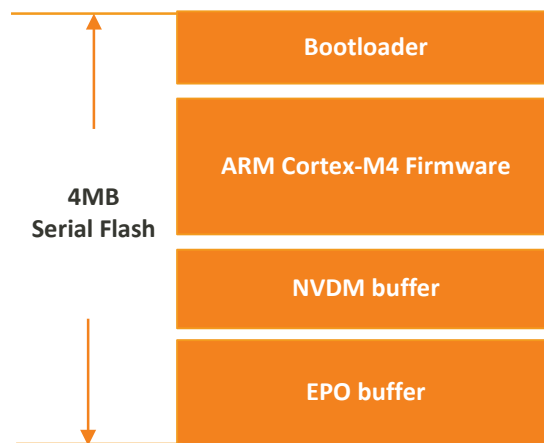 Bootloader
ARM Cortex-M4 Firmware
4MB
Serial Flash
NVDM buffer
EPO buffer